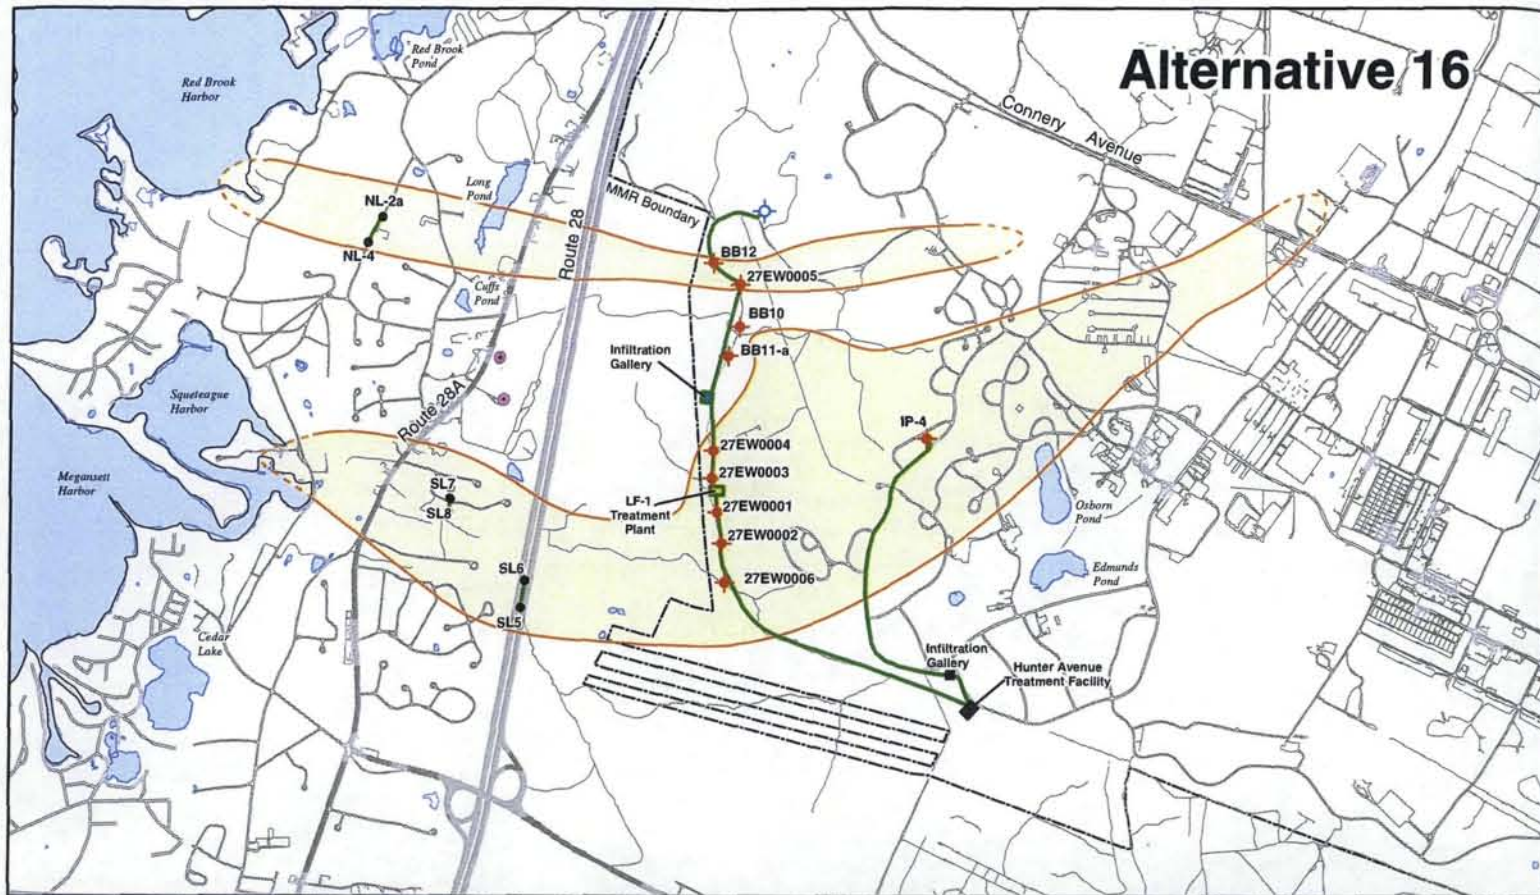 Alternative 16
Red Brook
Pond
Red Brook
Harbor
Connery Avenue
Long
Pond
MMR Boundary
NL-2a
NL-4
Route 28
BB12
27EW0005
Cuffs
Pond
BB10
BB11-a
Infiltration
Gallery
Squeteague
Harbor
Route 28A
IP-4
27EW0004
27EW0003
Megansett
Harbor
SL7
SL8
LF-1
Treatment
Plant
27EW0001
Osborn
Pond
27EW0002
SL6
27EW0006
Edmunds
Pond
SL5
Cedar
Lake
Infiltration
Gallery
Hunter Avenue
Treatment Facility